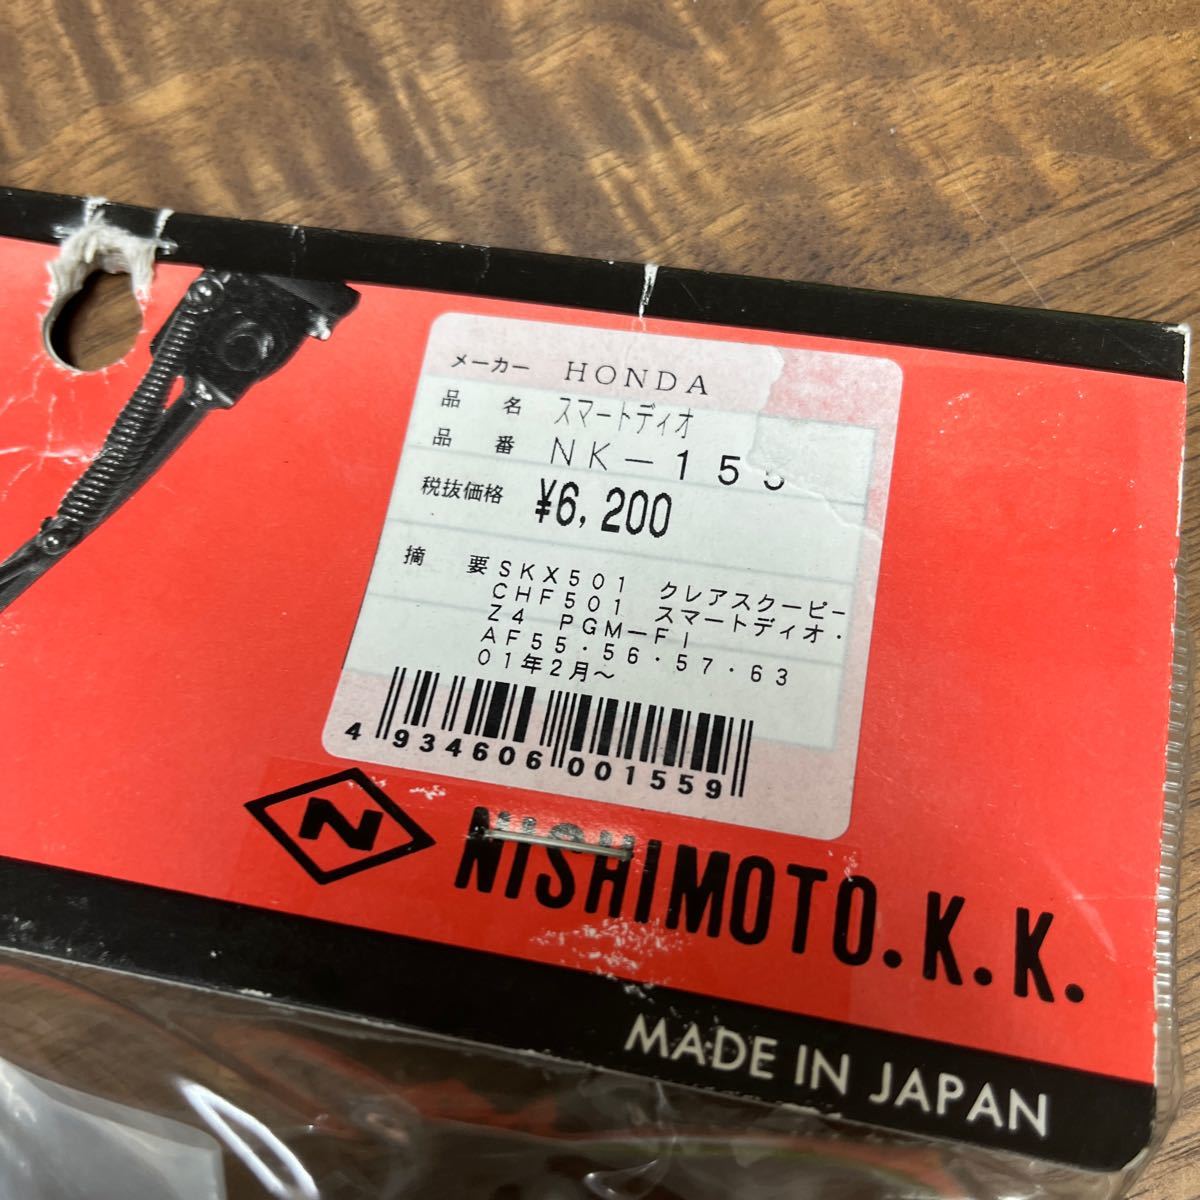 メーカー HONDA
品名 スマートディオ
品番 NK-155
税抜価格 ¥6,200
摘要 SKX501 クレアスクーピー
CHF501 スマートディオ・
Z4 PGM-FI
AF55・56・57・63
01年2月〜
4 934606 001559
N NISHIMOTO.K.K.
MADE IN JAPAN